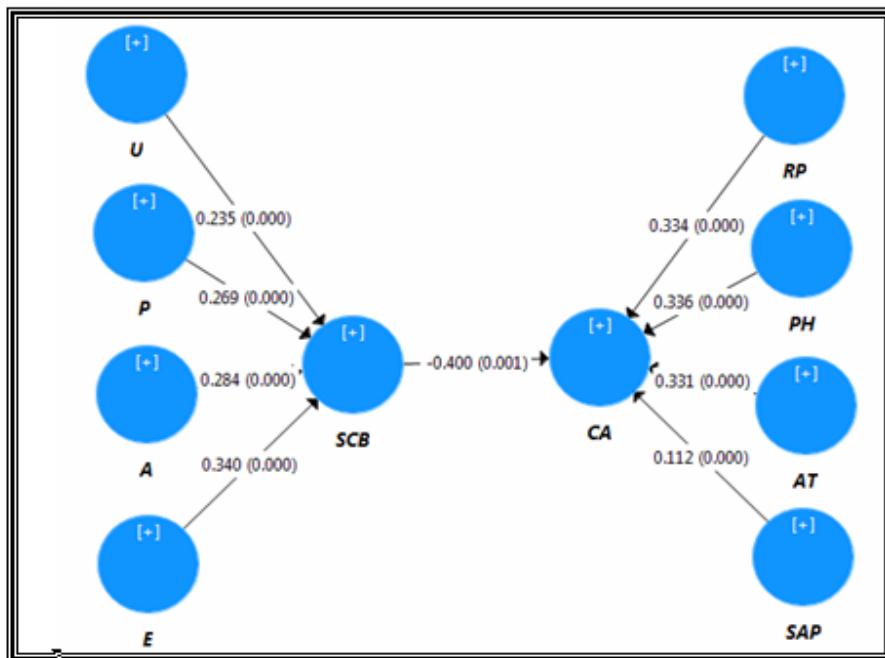 [+]
U
[+]
RP
0.235 (0.000)
0.334 (0.000)
[+]
P
[+]
PH
0.269 (0.000)
0.336 (0.000)
[+]
SCB
-0.400 (0.001)
[+]
CA
[+]
A
0.284 (0.000)
0.331 (0.000)
[+]
AT
0.340 (0.000)
0.112 (0.000)
[+]
E
[+]
SAP